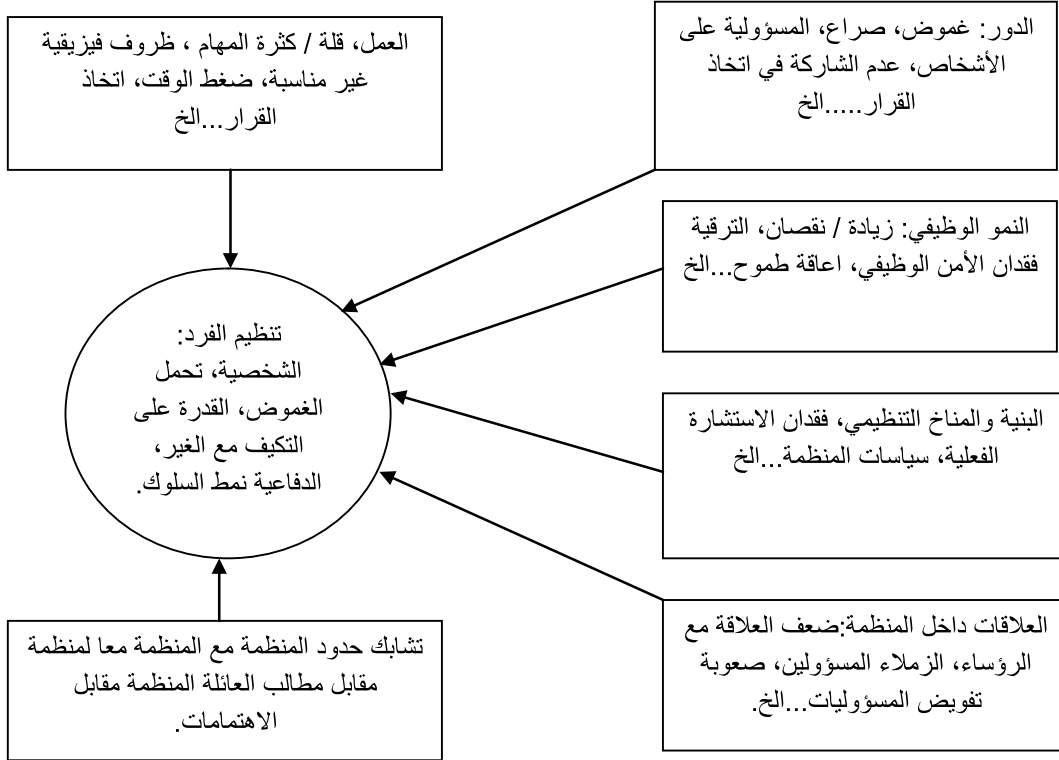 الدور: غموض، صراع، المسؤولية على
الأشخاص، عدم الشاركة في اتخاذ
القرار.....الخ
العمل، قلة / كثرة المهام ، ظروف فيزيقية
غير مناسبة، ضغط الوقت، اتخاذ
القرار...الخ
النمو الوظيفي: زيادة / نقصان، الترقية
فقدان الأمن الوظيفي، اعاقة طموح...الخ
تنظيم الفرد:
الشخصية، تحمل
الغموض، القدرة على
التكيف مع الغير،
الدفاعية نمط السلوك.
البنية والمناخ التنظيمي، فقدان الاستشارة
الفعلية، سياسات المنظمة...الخ
العلاقات داخل المنظمة:ضعف العلاقة مع
الرؤساء، الزملاء المسؤولين، صعوبة
تفويض المسؤوليات...الخ.
تشابك حدود المنظمة مع المنظمة معا لمنظمة
مقابل مطالب العائلة المنظمة مقابل
الاهتمامات.